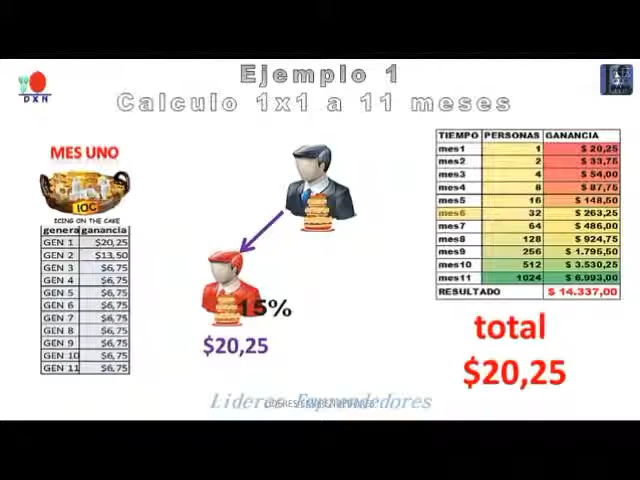 Ejemplo 1
Calculo 1x1 a 11 meses
DXN
MES UNO
IOC
ICING ON THE CAKE
genera ganancia
GEN 1 $20,25
GEN 2 $13,50
GEN 3 $6,75
GEN 4 $6,75
GEN 5 $6,75
GEN 6 $6,75
GEN 7 $6,75
GEN 8 $6,75
GEN 9 $6,75
GEN 10 $6,75
GEN 11 $6,75
15%
$20,25
TIEMPO PERSONAS GANANCIA
mes1 1 $ 20,25
mes2 2 $ 33,75
mes3 4 $ 54,00
mes4 8 $ 87,75
mes5 16 $ 148,50
mes6 32 $ 263,25
mes7 64 $ 486,00
mes8 128 $ 924,75
mes9 256 $ 1.795,50
mes10 512 $ 3.530,25
mes11 1024 $ 6.993,00
RESULTADO $ 14.337,00
total
$20,25